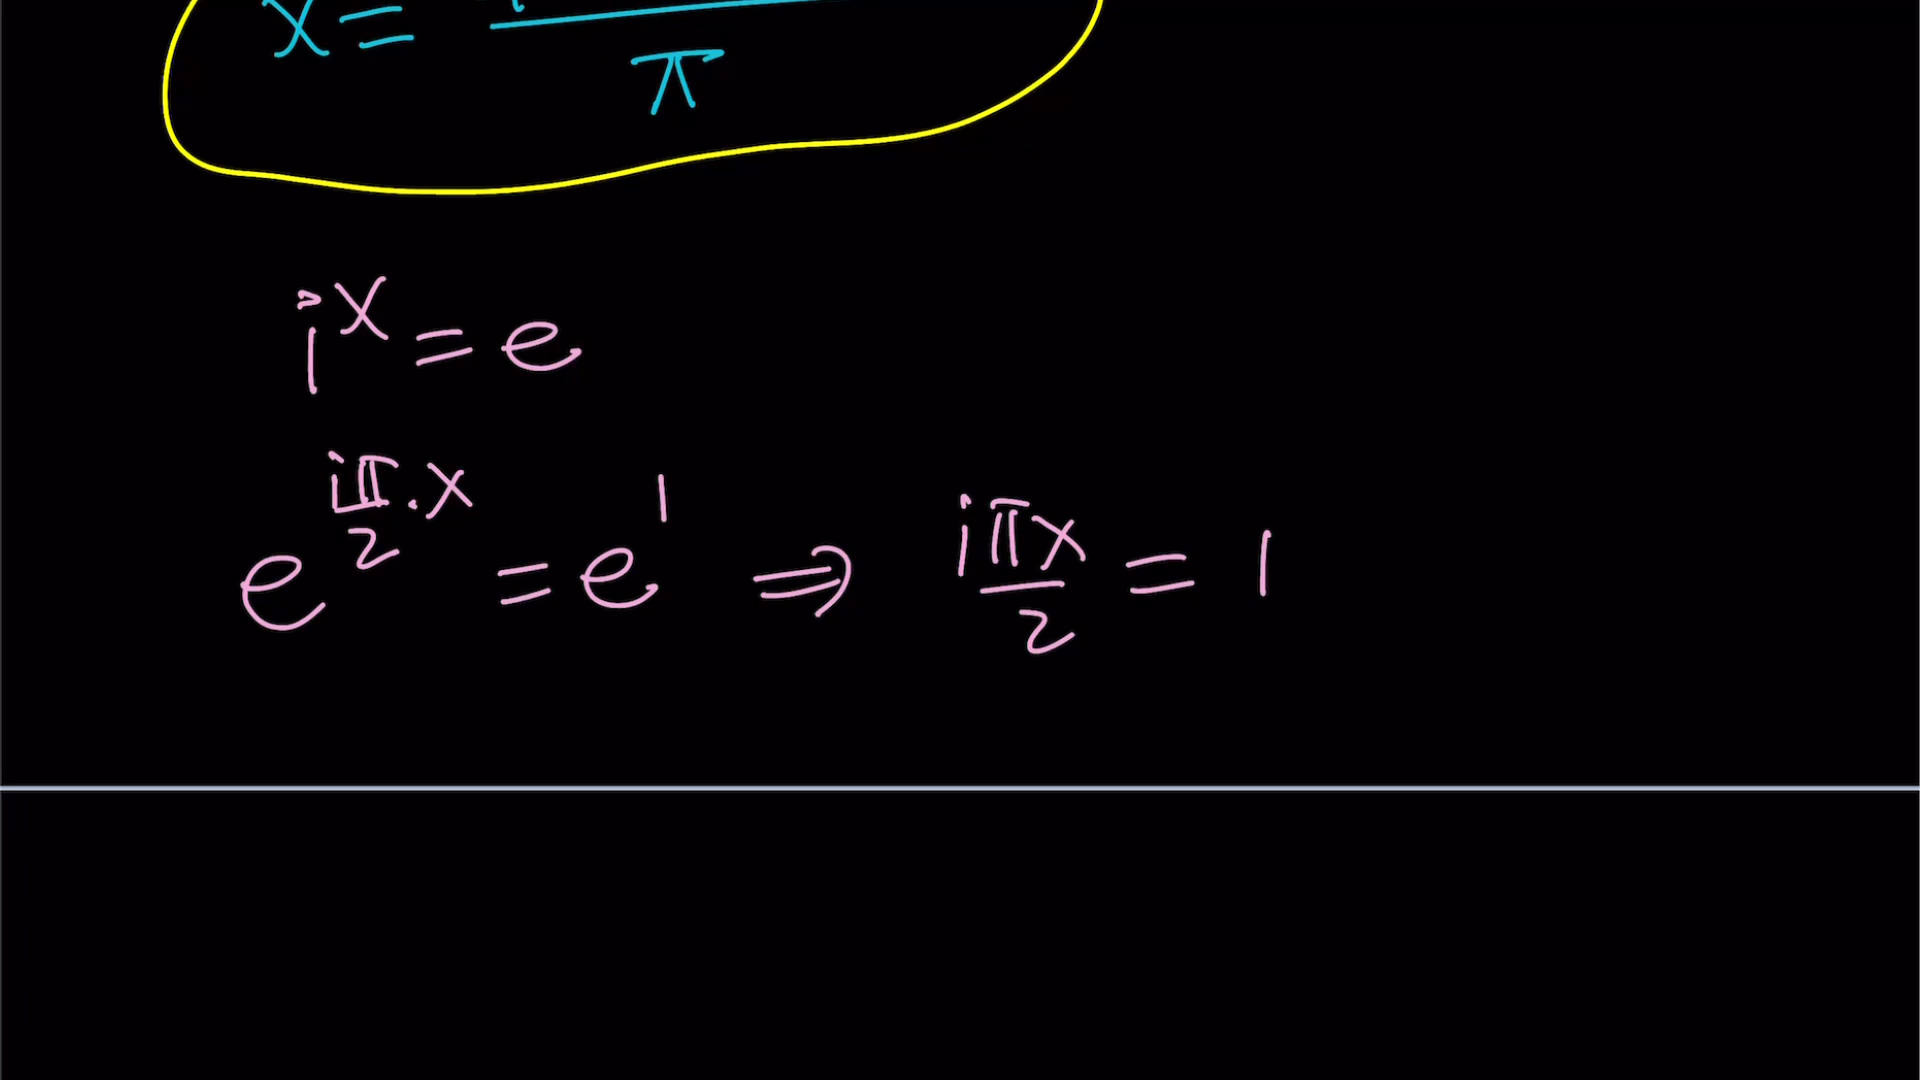 x = / π
i^x = e
e^(iπ/2 . x) = e^1 ⇒ iπx/2 = 1